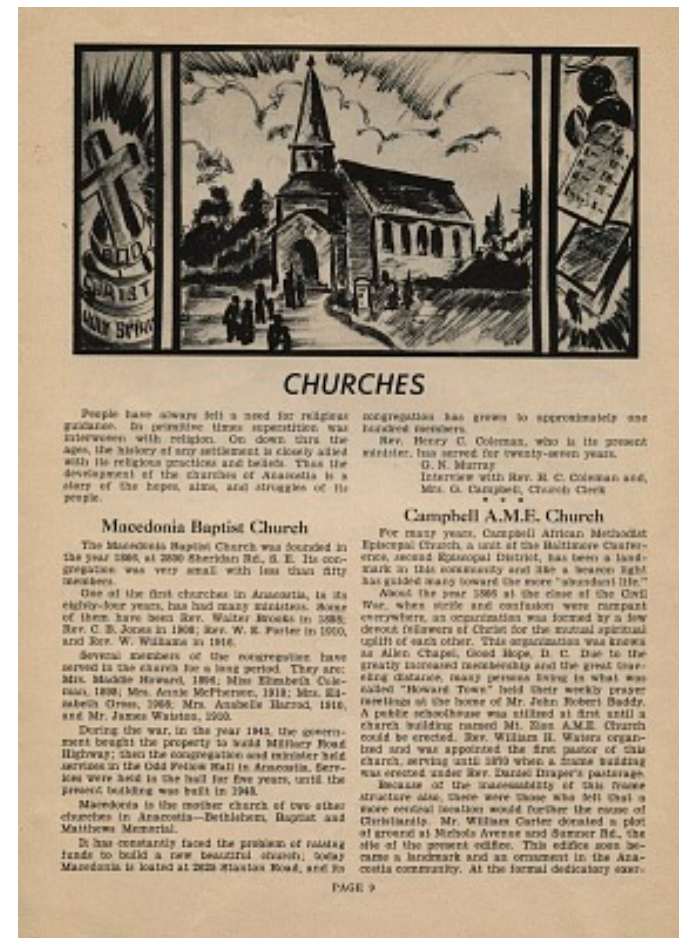 GOD
CHRIST
HOLY SPIRIT
CHURCHES
People have always felt a need for religious
guidance. In primitive times superstition was
interwoven with religion. On down thru the
ages, the history of any settlement is closely allied
with its religious practices and beliefs. Thus the
development of the churches of Anacostia is a
story of the hopes, aims, and struggles of its
people.
Macedonia Baptist Church
The Macedonia Baptist Church was founded in
the year 1866, at 2800 Sheridan Rd., S. E. Its con-
gregation was very small with less than fifty
members.
One of the first churches in Anacostia, in its
eighty-four years, has had many ministers. Some
of them have been Rev. Walter Brooks in
Rev. C. B. Jones in 1908; Rev. W. E. Porter in 1910,
and Rev. W. Williams in 1916.
Several members of the congregation have
served in the church for a long period. They are:
Mrs. Maddie Howard, 1896; Miss Elizabeth Cole-
man, 1898; Mrs. Annie McPherson, 1918; Mrs. Eli-
zabeth Gross, 1908; Mrs. Anabelle Harrod, 1910,
and Mr. James Walston, 1910.
During the war, in the year 1943, the govern-
ment bought the property to build Military Road
Highway; then the congregation and minister held
services in the Odd Fellow Hall in Anacostia. Serv-
ices were held in the hall for five years, until the
present building was built in 1948.
Macedonia is the mother church of two other
churches in Anacostia—Bethlehem, Baptist and
Matthews Memorial.
It has constantly faced the problem of raising
funds to build a new beautiful church; today
Macedonia is loated at 2625 Stanton Road, and its
congregation has grown to approximately one
hundred members.
Rev. Henry C. Coleman, who is its present
minister, has served for twenty-seven years.
G. N. Murray
Interview with Rev. H. C. Coleman and,
Mrs. G. Campbell, Church Clerk
* * *
Campbell A.M.E. Church
For many years, Campbell African Methodist
Episcopal Church, a unit of the Baltimore Confer-
ence, second Episcopal District, has been a land-
mark in this community and like a beacon light
has guided many toward the more "abundant life."
About the year 1866 at the close of the Civil
War, when strife and confusion were rampant
everywhere, an organization was formed by a few
devout followers of Christ for the mutual spiritual
uplift of each other. This organization was known
as Allen Chapel, Good Hope, D. C. Due to the
greatly increased membership and the great trav-
eling distance, many persons living in what was
called "Howard Town" held their weekly prayer
meetings at the home of Mr. John Robert Baddy.
A public schoolhouse was utilized at first until a
church building named Mt. Zion A.M.E. Church
could be erected. Rev. William H. Waters organ-
ized and was appointed the first pastor of this
church, serving until 1870 when a frame building
was erected under Rev. Daniel Draper's pastorage.
Because of the inaccessability of this frame
structure also, there were those who felt that a
more central location would further the cause of
Christianity. Mr. William Carter donated a plot
of ground at Nichols Avenue and Sumner Rd., the
site of the present edifice. This edifice soon be-
came a landmark and an ornament in the Ana-
costia community. At the formal dedicatory exer-
PAGE 9